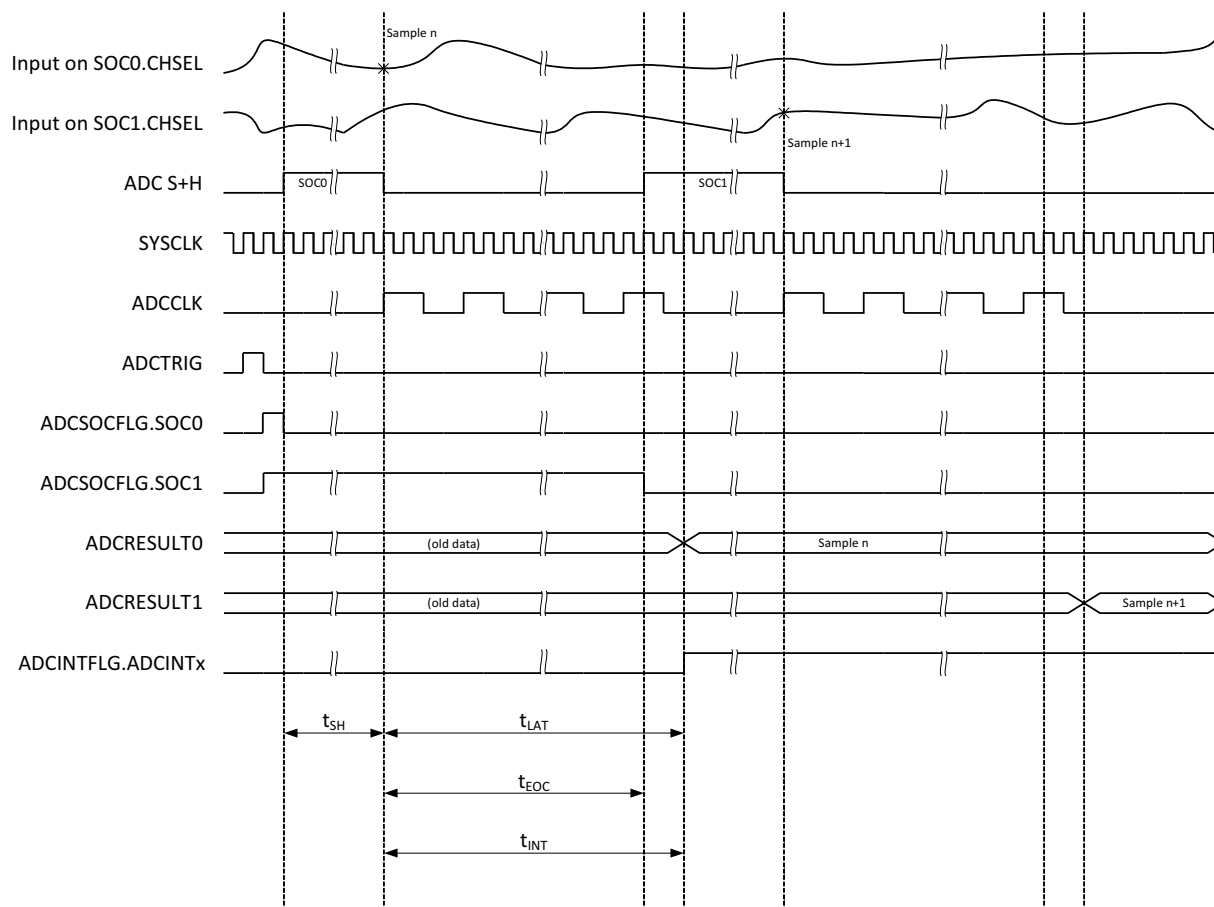 Sample n
Input on SOC0.CHSEL
Input on SOC1.CHSEL
Sample n+1
ADC S+H
SOC0
SOC1
SYSCLK
ADCCLK
ADCTRIG
ADCSOCFLG.SOC0
ADCSOCFLG.SOC1
ADCRESULT0
(old data)
Sample n
ADCRESULT1
(old data)
Sample n+1
ADCINTFLG.ADCINTx
tSH
tLAT
tEOC
tINT